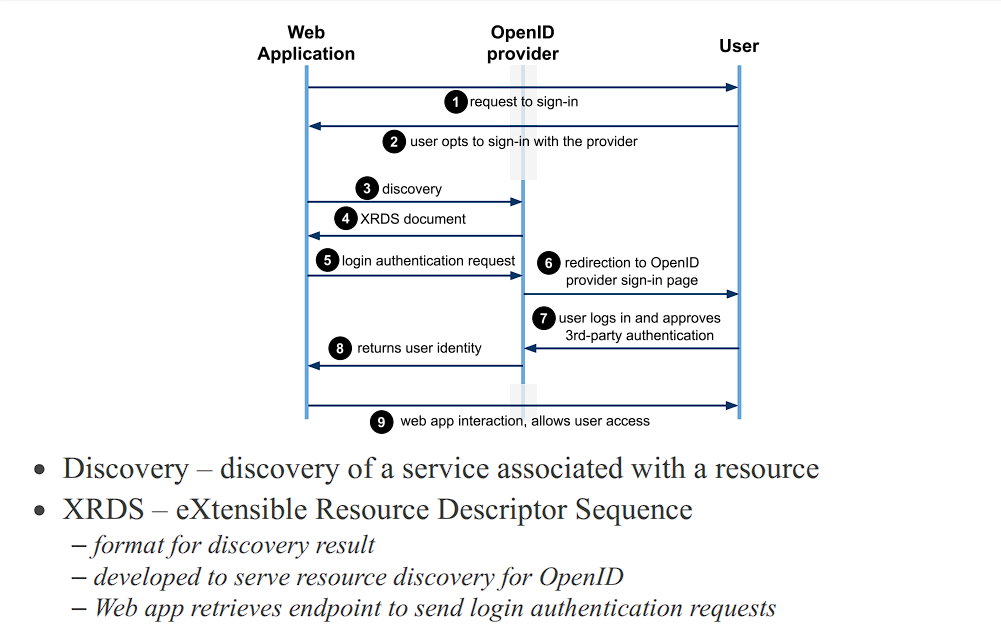 Web
Application
OpenID
provider
User
1 request to sign-in
2 user opts to sign-in with the provider
3 discovery
4 XRDS document
5 login authentication request
6 redirection to OpenID
provider sign-in page
7 user logs in and approves
3rd-party authentication
8 returns user identity
9 web app interaction, allows user access
• Discovery – discovery of a service associated with a resource
• XRDS – eXtensible Resource Descriptor Sequence
– format for discovery result
– developed to serve resource discovery for OpenID
– Web app retrieves endpoint to send login authentication requests